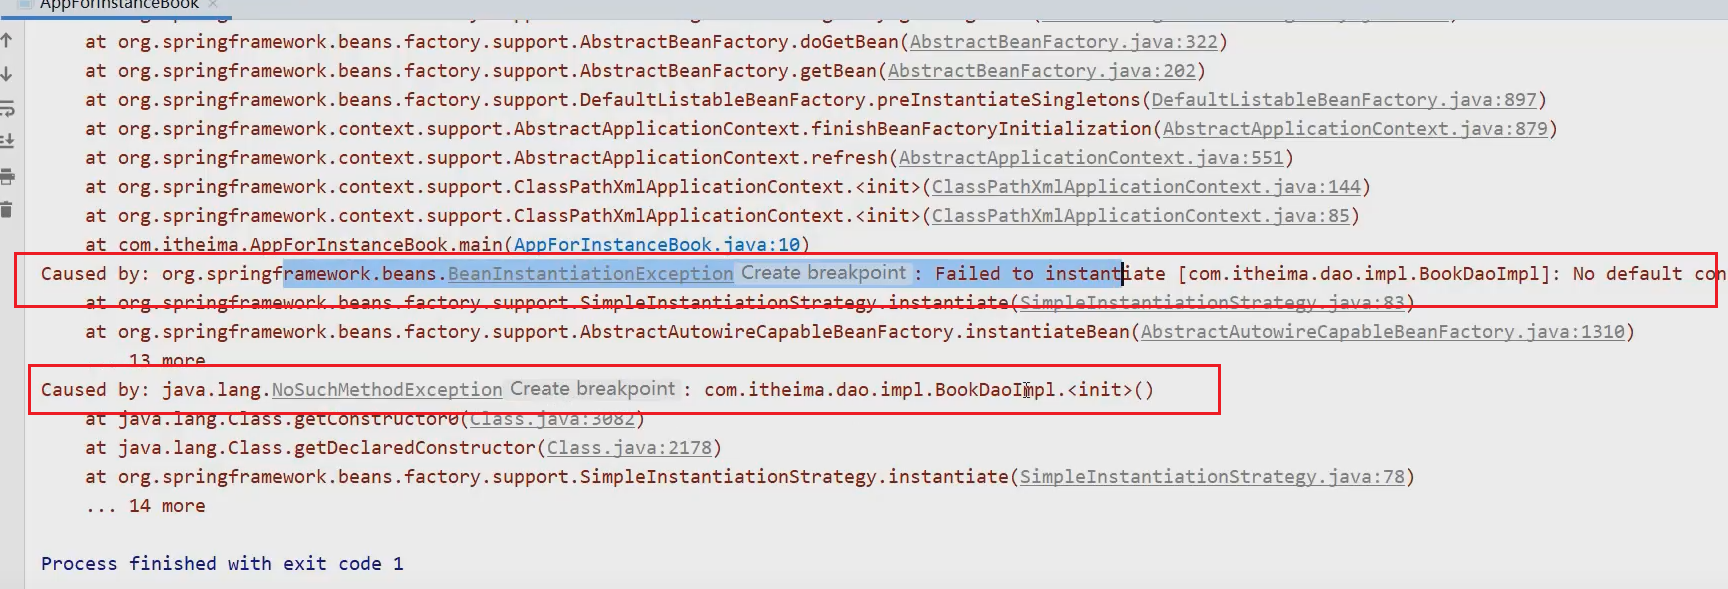 AppForInstanceBook
at org.springframework.beans.factory.support.AbstractBeanFactory.doGetBean(AbstractBeanFactory.java:322)
at org.springframework.beans.factory.support.AbstractBeanFactory.getBean(AbstractBeanFactory.java:202)
at org.springframework.beans.factory.support.DefaultListableBeanFactory.preInstantiateSingletons(DefaultListableBeanFactory.java:897)
at org.springframework.context.support.AbstractApplicationContext.finishBeanFactoryInitialization(AbstractApplicationContext.java:879)
at org.springframework.context.support.AbstractApplicationContext.refresh(AbstractApplicationContext.java:551)
at org.springframework.context.support.ClassPathXmlApplicationContext.<init>(ClassPathXmlApplicationContext.java:144)
at org.springframework.context.support.ClassPathXmlApplicationContext.<init>(ClassPathXmlApplicationContext.java:85)
at com.itheima.AppForInstanceBook.main(AppForInstanceBook.java:10)
Caused by: org.springframework.beans.BeanInstantiationException Create breakpoint : Failed to instantiate [com.itheima.dao.impl.BookDaoImpl]: No default con
at org.springframework.beans.factory.support.SimpleInstantiationStrategy.instantiate(SimpleInstantiationStrategy.java:83)
at org.springframework.beans.factory.support.AbstractAutowireCapableBeanFactory.instantiateBean(AbstractAutowireCapableBeanFactory.java:1310)
... 13 more
Caused by: java.lang.NoSuchMethodException Create breakpoint : com.itheima.dao.impl.BookDaoImpl.<init>()
at java.lang.Class.getConstructor0(Class.java:3082)
at java.lang.Class.getDeclaredConstructor(Class.java:2178)
at org.springframework.beans.factory.support.SimpleInstantiationStrategy.instantiate(SimpleInstantiationStrategy.java:78)
... 14 more
Process finished with exit code 1